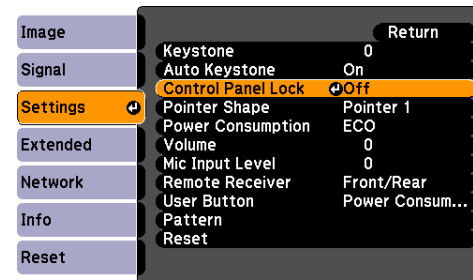 Image
Signal
Settings
Extended
Network
Info
Reset
Return
Keystone 0
Auto Keystone On
Control Panel Lock Off
Pointer Shape Pointer 1
Power Consumption ECO
Volume 0
Mic Input Level 0
Remote Receiver Front/Rear
User Button Power Consum...
Pattern
Reset